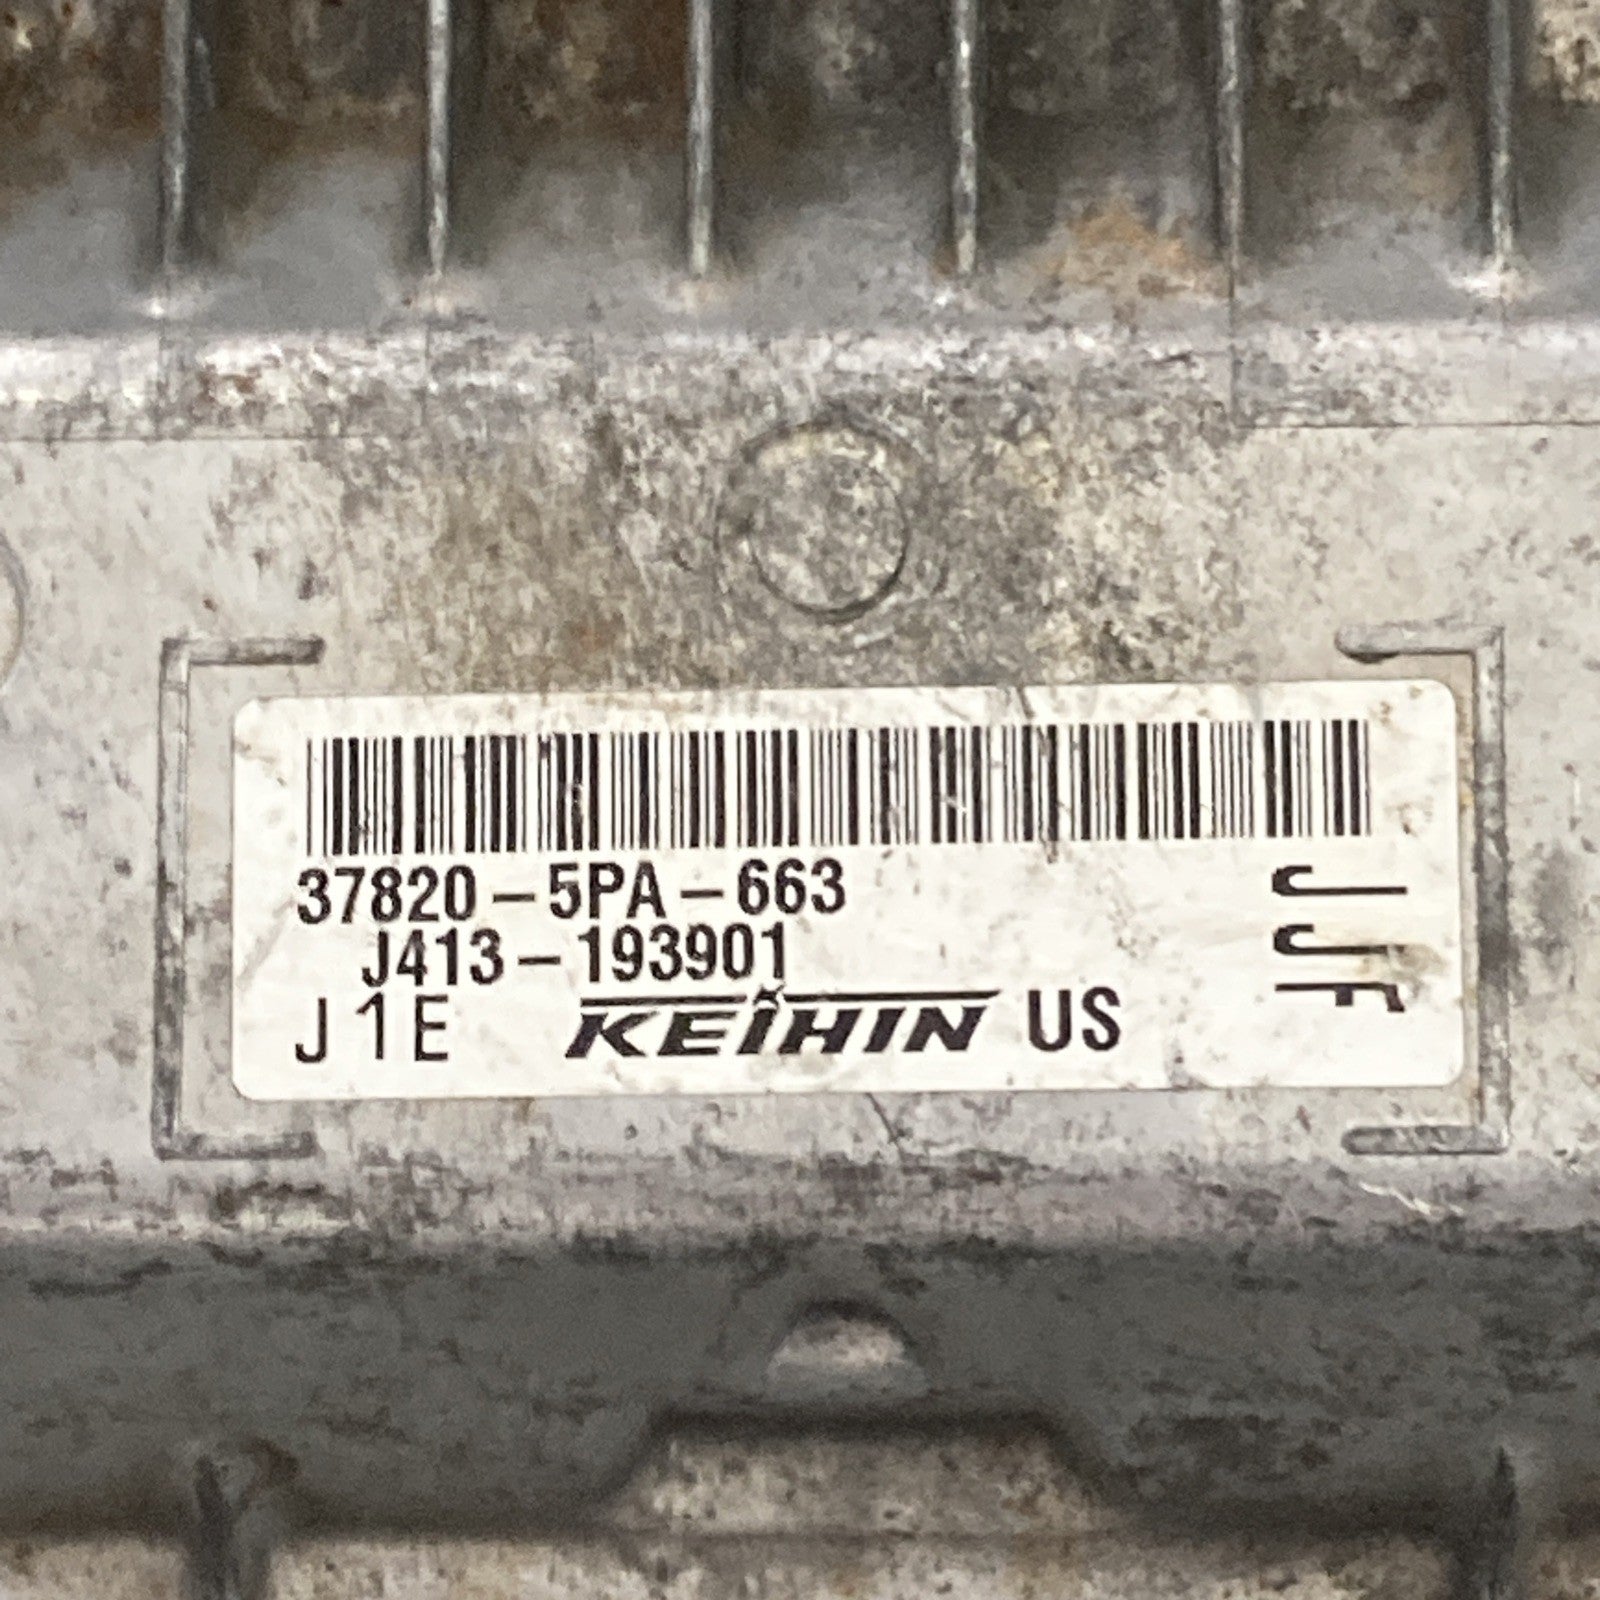 37820-5PA-663
J413-193901
J1E KEIHIN US
JJF